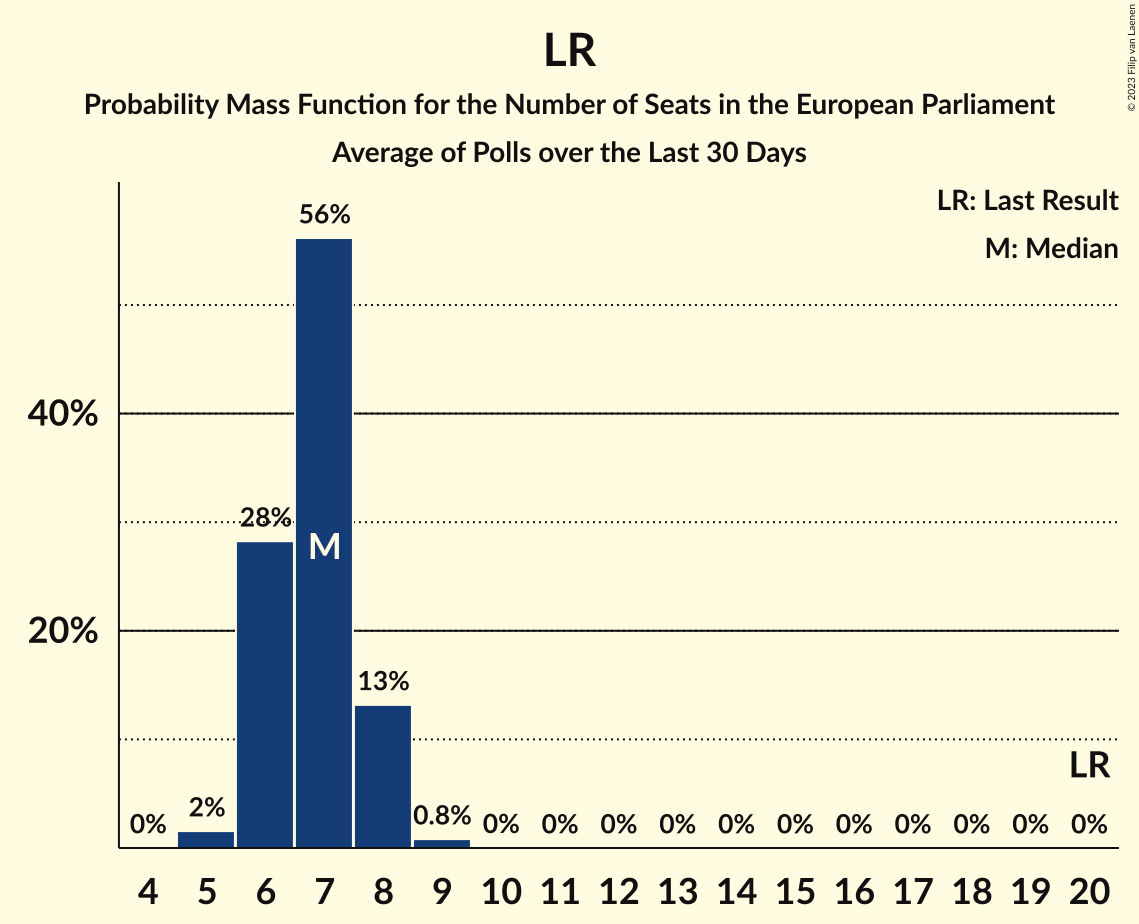 LR
Probability Mass Function for the Number of Seats in the European Parliament
Average of Polls over the Last 30 Days
© 2023 Filip van Laenen
LR: Last Result
M: Median
56%
40%
28%
M
20%
13%
LR
0% 2% 0.8% 0% 0% 0% 0% 0% 0% 0% 0% 0% 0% 0%
4 5 6 7 8 9 10 11 12 13 14 15 16 17 18 19 20